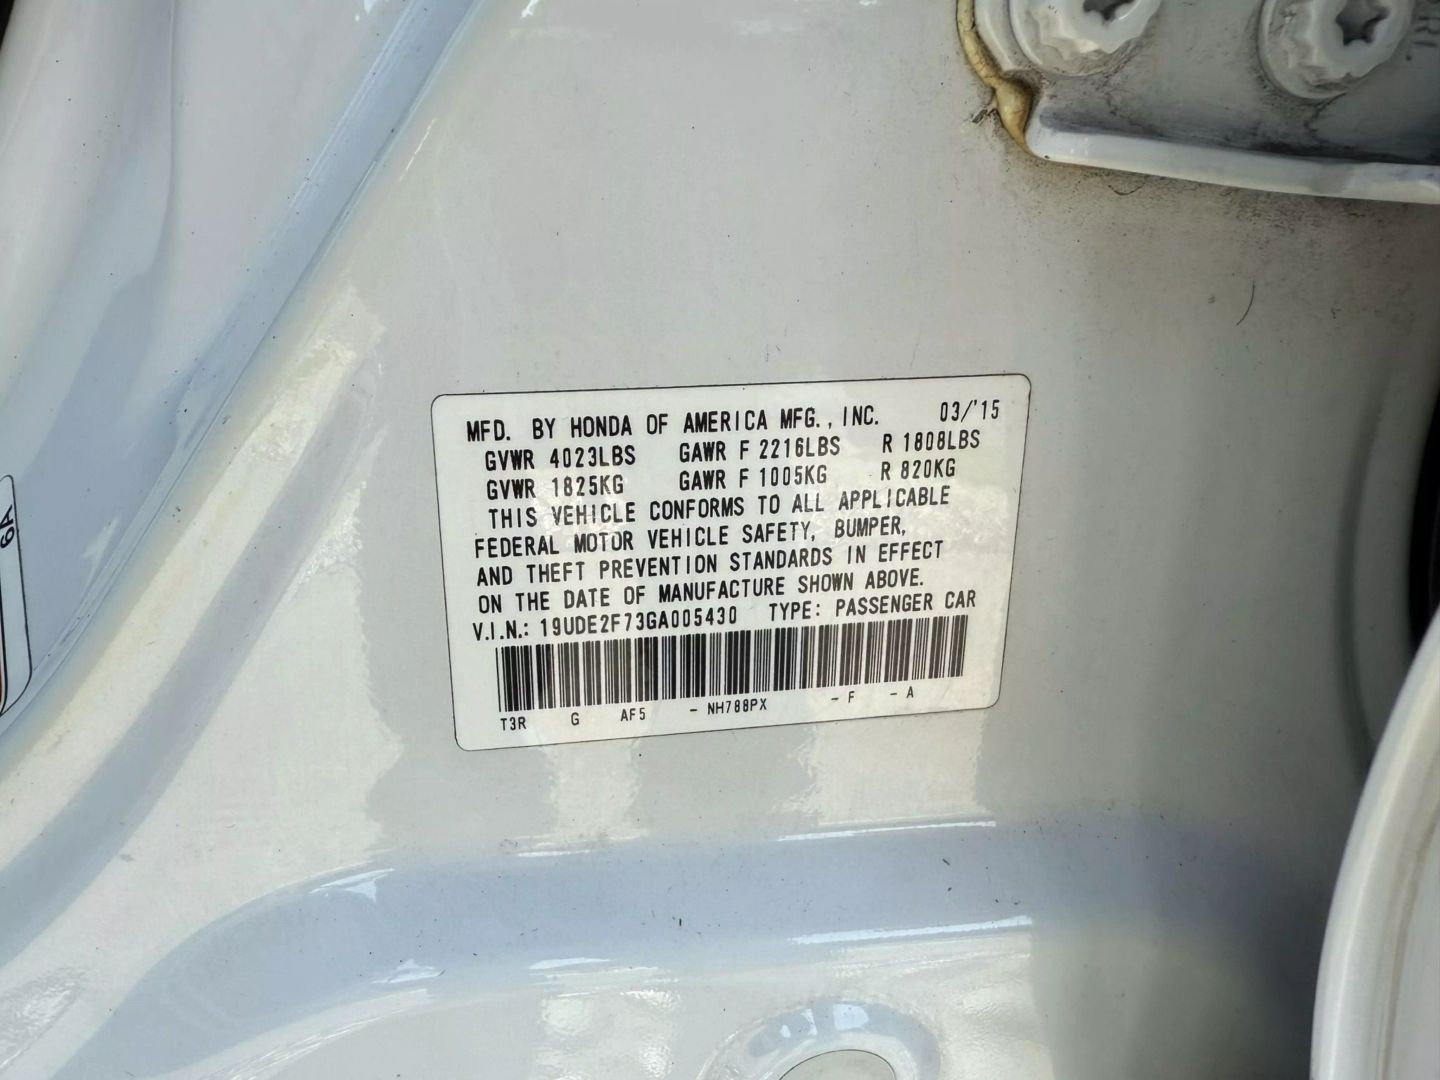 MFD. BY HONDA OF AMERICA MFG., INC. 03/'15
GVWR 4023LBS GAWR F 2216LBS R 1808LBS
GVWR 1825KG GAWR F 1005KG R 820KG
THIS VEHICLE CONFORMS TO ALL APPLICABLE
FEDERAL MOTOR VEHICLE SAFETY, BUMPER,
AND THEFT PREVENTION STANDARDS IN EFFECT
ON THE DATE OF MANUFACTURE SHOWN ABOVE.
V.I.N.: 19UDE2F73GA005430 TYPE: PASSENGER CAR
T3R G AF5 - NH788PX - F - A
6A